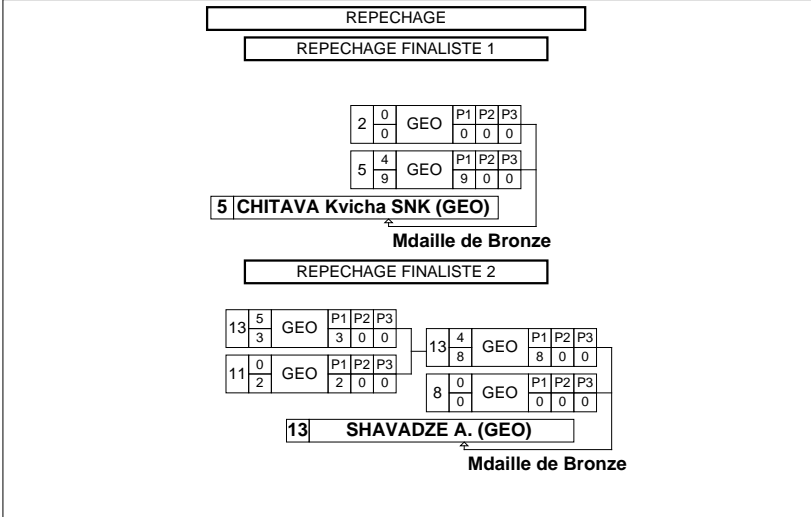 REPECHAGE
REPECHAGE FINALISTE 1
2 0 GEO P1 P2 P3
0 0 0 0
5 4 GEO P1 P2 P3
9 9 0 0
5 CHITAVA Kvicha SNK (GEO)
Mdaille de Bronze
REPECHAGE FINALISTE 2
13 5 GEO P1 P2 P3
3 3 0 0
11 0 GEO P1 P2 P3
2 2 0 0
13 4 GEO P1 P2 P3
8 8 0 0
8 0 GEO P1 P2 P3
0 0 0 0
13 SHAVADZE A. (GEO)
Mdaille de Bronze